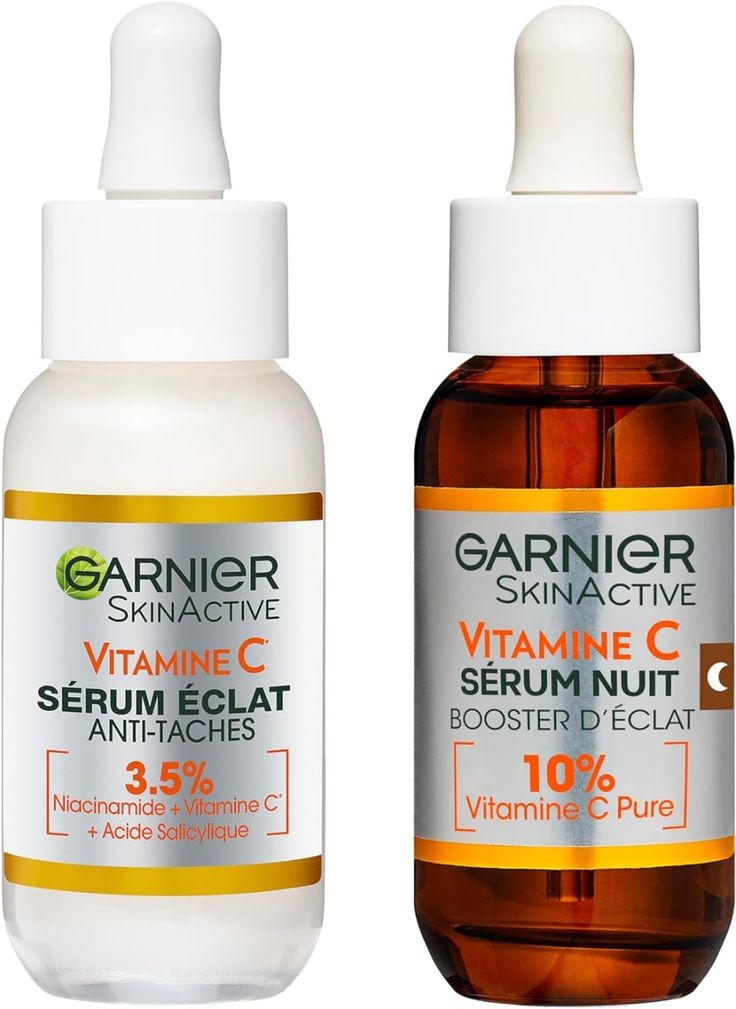 GARNIER
SKINACTIVE
VITAMINE C*
SÉRUM ÉCLAT
ANTI-TACHES
3.5%
Niacinamide + Vitamine C*
+ Acide Salicylique
GARNIER
SKINACTIVE
VITAMINE C
SÉRUM NUIT
BOOSTER D'ÉCLAT
10%
Vitamine C Pure